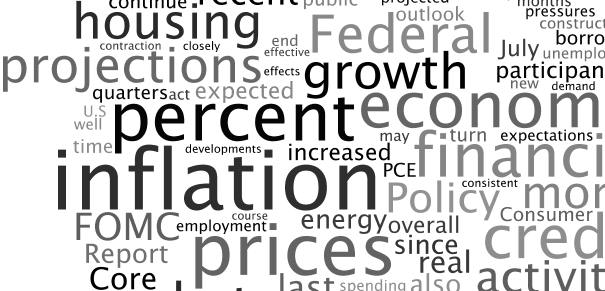 continue
recent
public
projected
months
housing
outlook
pressures
construct
contraction
closely
end
effective
Federal
July
borro
unemplo
projections
effects
growth
participan
quarters
act
expected
new
demand
U.S
well
percent
econom
time
may
turn
expectations
developments
increased
PCE
financi
inflation
consistent
Policy
mor
FOMC
course
employment
energy
overall
Consumer
Report
prices
since
cred
Core
real
last
spending
also
activit